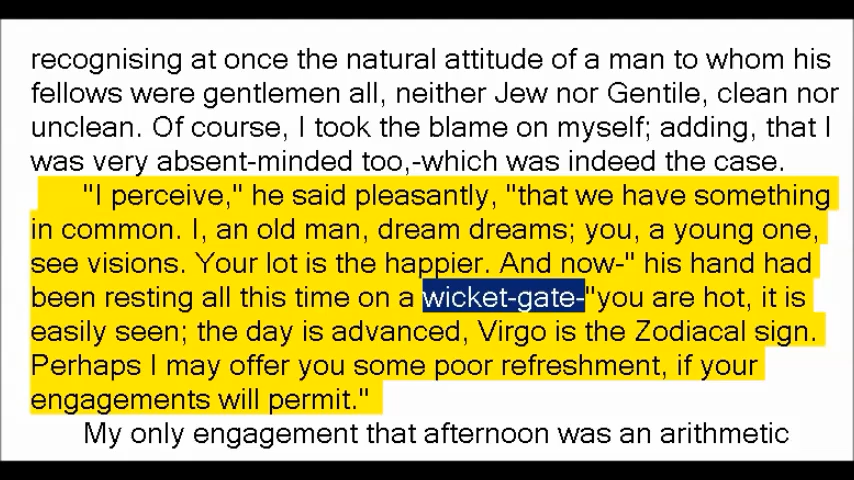 recognising at once the natural attitude of a man to whom his
fellows were gentlemen all, neither Jew nor Gentile, clean nor
unclean. Of course, I took the blame on myself; adding, that I
was very absent-minded too,-which was indeed the case.
"I perceive," he said pleasantly, "that we have something
in common. I, an old man, dream dreams; you, a young one,
see visions. Your lot is the happier. And now-" his hand had
been resting all this time on a wicket-gate-"you are hot, it is
easily seen; the day is advanced, Virgo is the Zodiacal sign.
Perhaps I may offer you some poor refreshment, if your
engagements will permit."
My only engagement that afternoon was an arithmetic